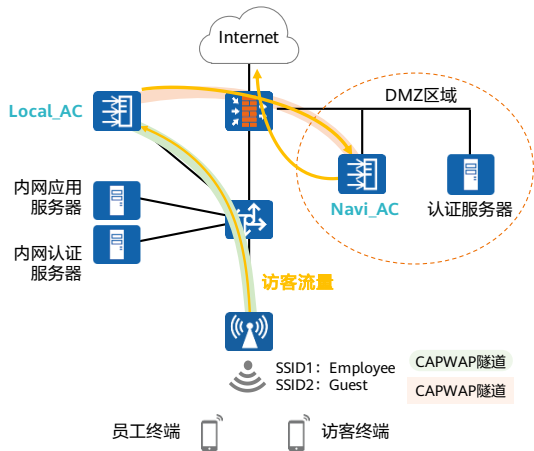 Internet
DMZ区域
Local_AC
Navi_AC
认证服务器
内网应用
服务器
内网认证
服务器
访客流量
SSID1：Employee
SSID2：Guest
CAPWAP隧道
CAPWAP隧道
员工终端
访客终端